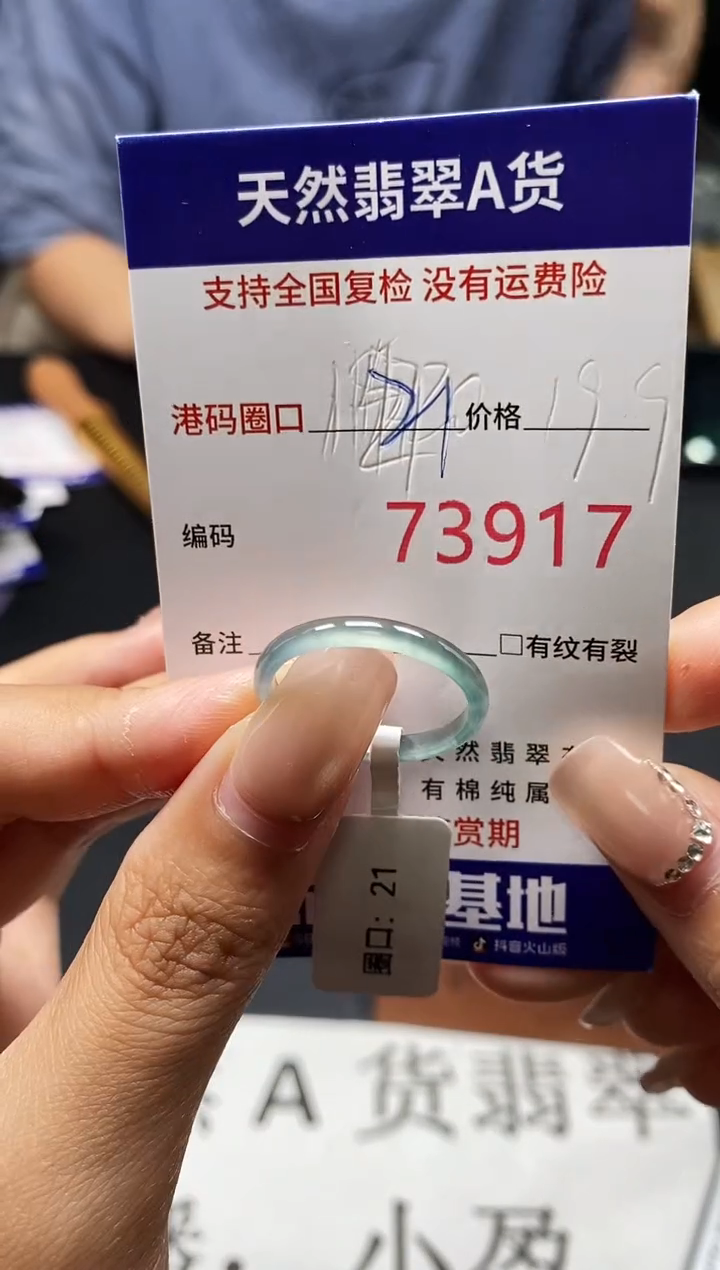 天然翡翠A货
支持全国复检 没有运费险
港码圈口 21 价格 199
编码 73917
备注 □有纹有裂
然翡翠
有棉纯属
赏期
基地
抖音火山版
圈口：21
A货翡翠
小